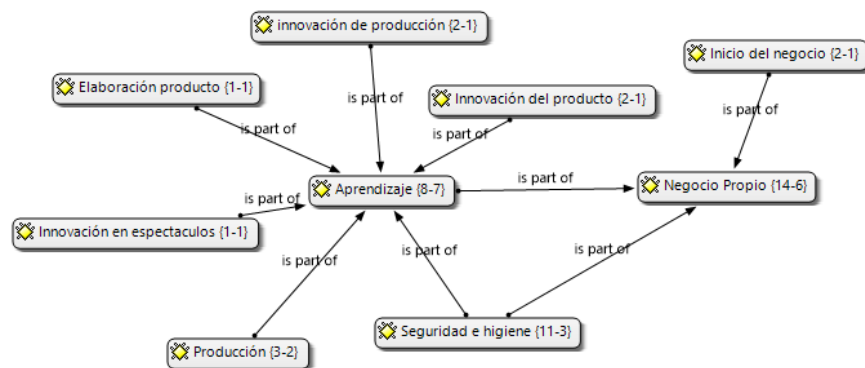 innovación de producción {2-1}
Inicio del negocio {2-1}
Elaboración producto {1-1}
is part of
is part of
Innovación del producto {2-1}
is part of
is part of
is part of
Aprendizaje {8-7}
is part of
Negocio Propio {14-6}
is part of
Innovación en espectaculos {1-1}
is part of
is part of
is part of
Seguridad e higiene {11-3}
Producción {3-2}